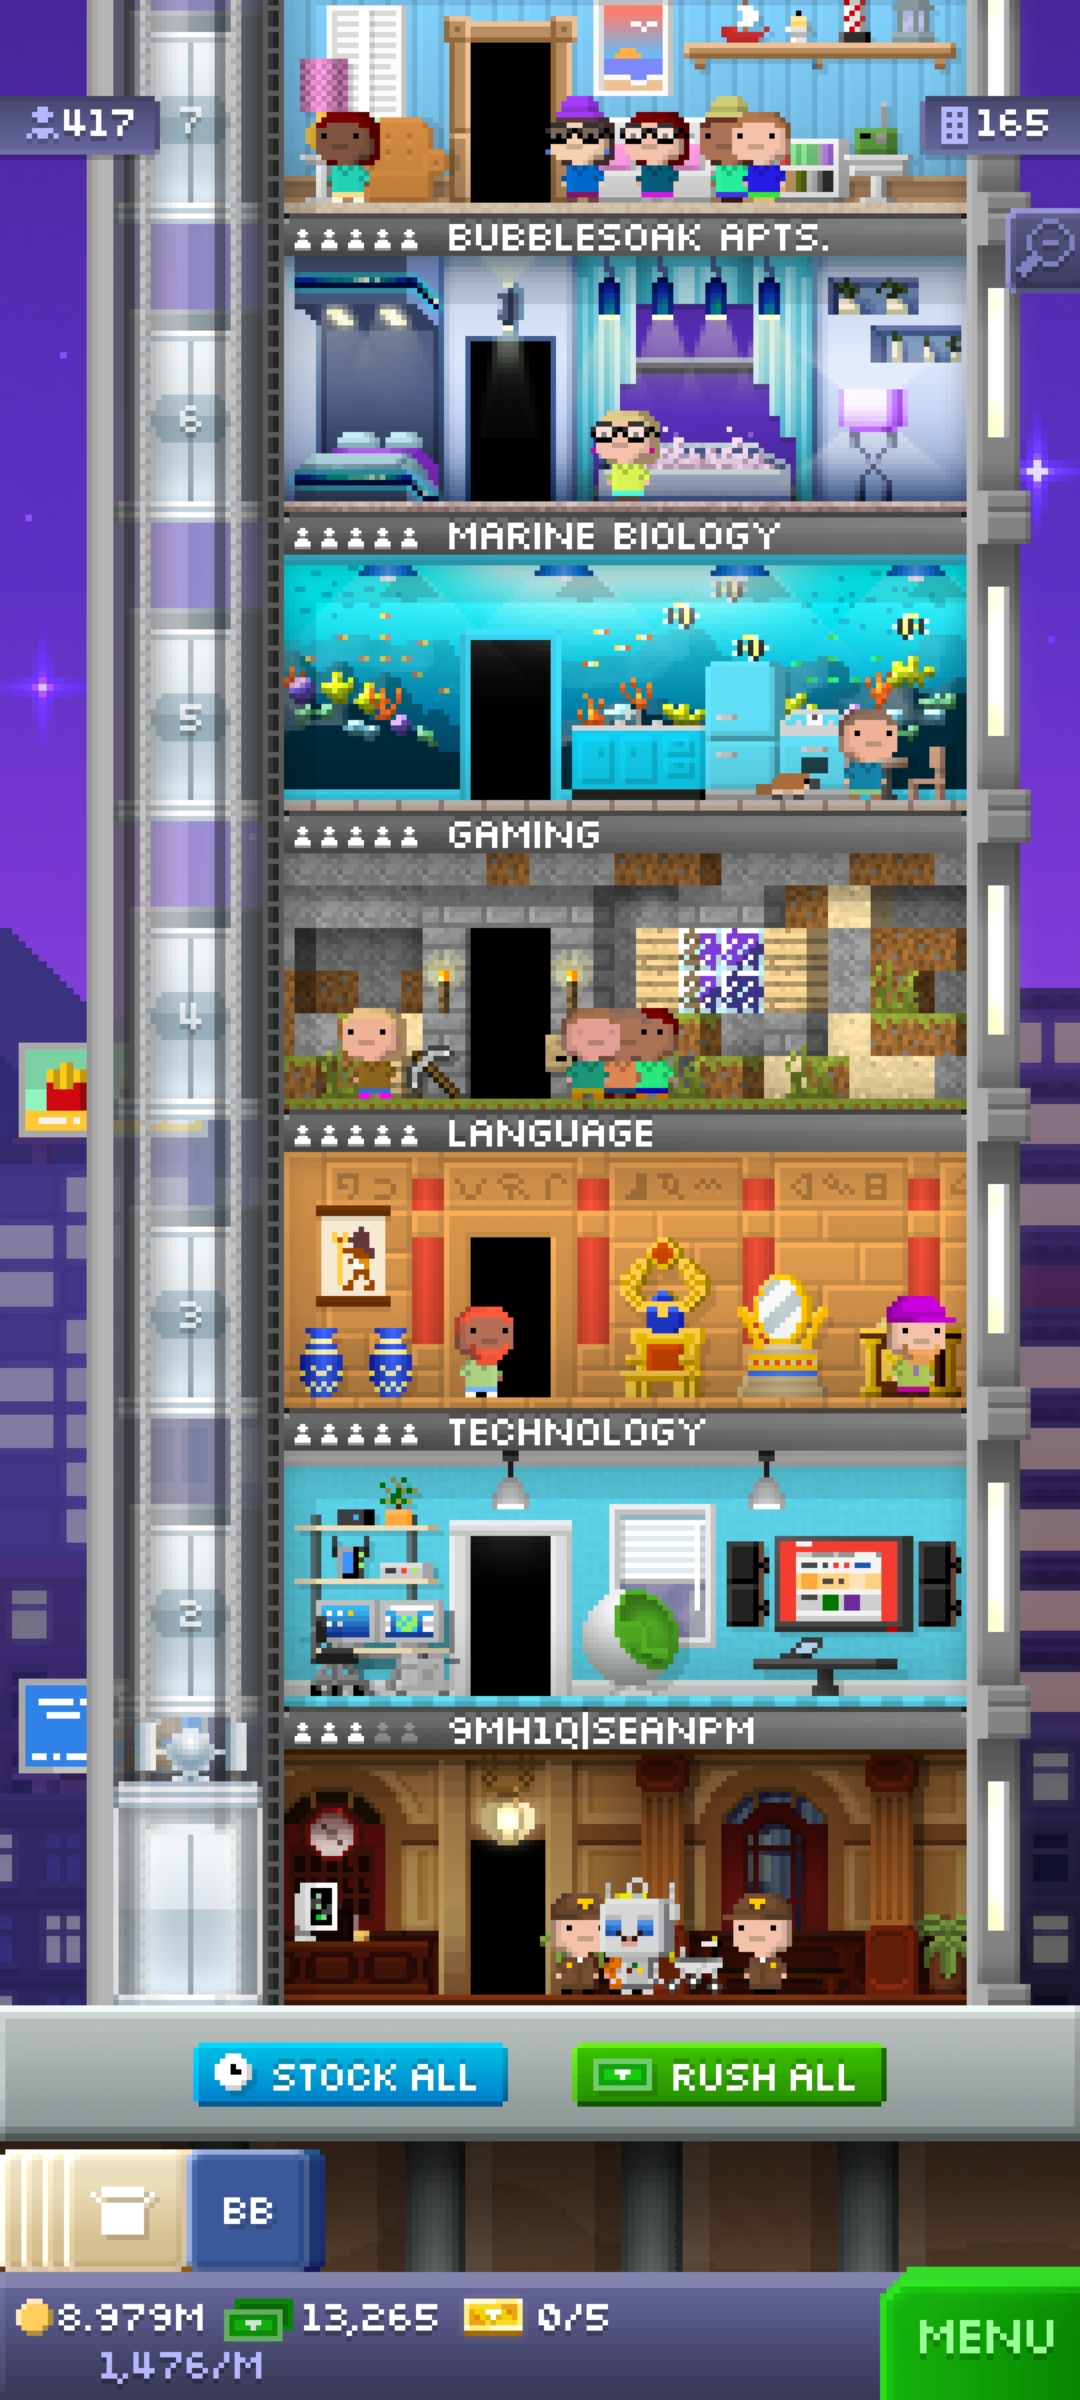 417
7
165
BUBBLESOAK APTS.
6
MARINE BIOLOGY
5
GAMING
4
LANGUAGE
3
TECHNOLOGY
2
9MH1Q|SEANPM
STOCK ALL
RUSH ALL
BB
8.979M
13,265
0/5
1,476/M
MENU